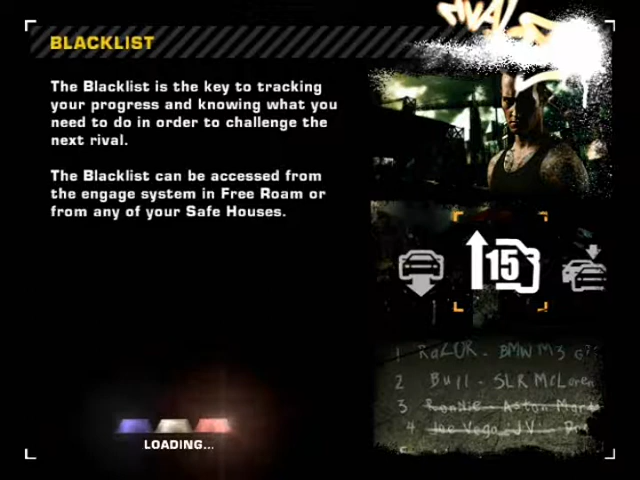 BLACKLIST
The Blacklist is the key to tracking
your progress and knowing what you
need to do in order to challenge the
next rival.
The Blacklist can be accessed from
the engage system in Free Roam or
from any of your Safe Houses.
15
1 RaZOR - BMW M3
2 Bull - SLR McLaren
3 Ronnie - Aston
4 Joe Vega
LOADING...